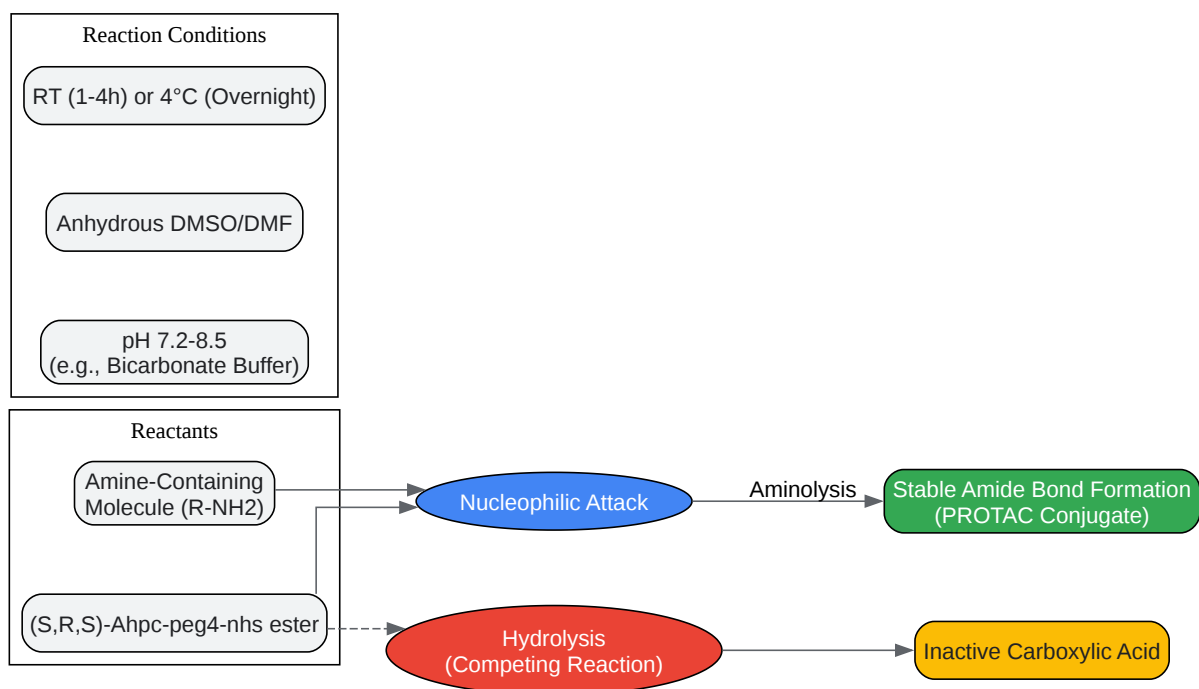 Reaction Conditions
RT (1-4h) or 4°C (Overnight)
Anhydrous DMSO/DMF
pH 7.2-8.5
(e.g., Bicarbonate Buffer)
Reactants
Amine-Containing
Molecule (R-NH2)
(S,R,S)-Ahpc-peg4-nhs ester
Nucleophilic Attack
Aminolysis
Stable Amide Bond Formation
(PROTAC Conjugate)
Hydrolysis
(Competing Reaction)
Inactive Carboxylic Acid